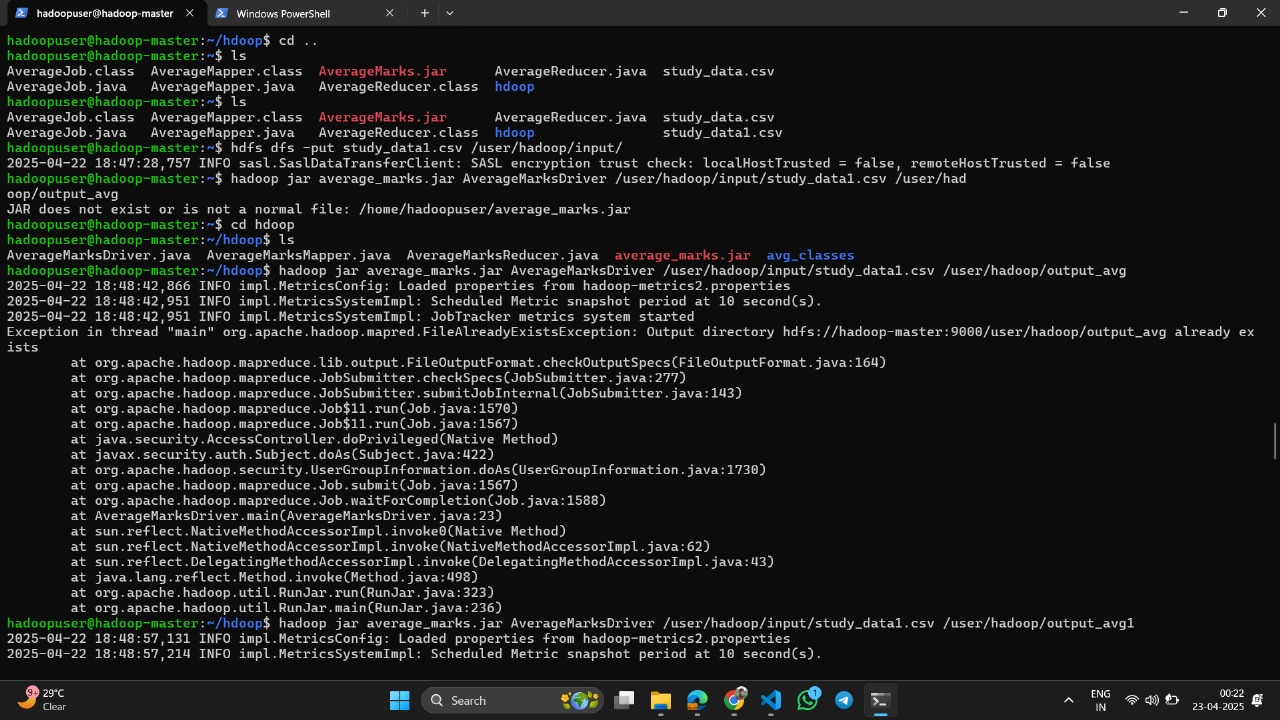 hadoopuser@hadoop-master
Windows PowerShell
hadoopuser@hadoop-master:~/hdoop$ cd ..
hadoopuser@hadoop-master:~$ ls
AverageJob.class  AverageMapper.class  AverageMarks.jar      AverageReducer.java  study_data.csv
AverageJob.java   AverageMapper.java   AverageReducer.class  hdoop
hadoopuser@hadoop-master:~$ ls
AverageJob.class  AverageMapper.class  AverageMarks.jar      AverageReducer.java  study_data.csv
AverageJob.java   AverageMapper.java   AverageReducer.class  hdoop                study_data1.csv
hadoopuser@hadoop-master:~$ hdfs dfs -put study_data1.csv /user/hadoop/input/
2025-04-22 18:47:28,757 INFO sasl.SaslDataTransferClient: SASL encryption trust check: localHostTrusted = false, remoteHostTrusted = false
hadoopuser@hadoop-master:~$ hadoop jar average_marks.jar AverageMarksDriver /user/hadoop/input/study_data1.csv /user/had
oop/output_avg
JAR does not exist or is not a normal file: /home/hadoopuser/average_marks.jar
hadoopuser@hadoop-master:~$ cd hdoop
hadoopuser@hadoop-master:~/hdoop$ ls
AverageMarksDriver.java  AverageMarksMapper.java  AverageMarksReducer.java  average_marks.jar  avg_classes
hadoopuser@hadoop-master:~/hdoop$ hadoop jar average_marks.jar AverageMarksDriver /user/hadoop/input/study_data1.csv /user/hadoop/output_avg
2025-04-22 18:48:42,866 INFO impl.MetricsConfig: Loaded properties from hadoop-metrics2.properties
2025-04-22 18:48:42,951 INFO impl.MetricsSystemImpl: Scheduled Metric snapshot period at 10 second(s).
2025-04-22 18:48:42,951 INFO impl.MetricsSystemImpl: JobTracker metrics system started
Exception in thread "main" org.apache.hadoop.mapred.FileAlreadyExistsException: Output directory hdfs://hadoop-master:9000/user/hadoop/output_avg already ex
ists
        at org.apache.hadoop.mapreduce.lib.output.FileOutputFormat.checkOutputSpecs(FileOutputFormat.java:164)
        at org.apache.hadoop.mapreduce.JobSubmitter.checkSpecs(JobSubmitter.java:277)
        at org.apache.hadoop.mapreduce.JobSubmitter.submitJobInternal(JobSubmitter.java:143)
        at org.apache.hadoop.mapreduce.Job$11.run(Job.java:1570)
        at org.apache.hadoop.mapreduce.Job$11.run(Job.java:1567)
        at java.security.AccessController.doPrivileged(Native Method)
        at javax.security.auth.Subject.doAs(Subject.java:422)
        at org.apache.hadoop.security.UserGroupInformation.doAs(UserGroupInformation.java:1730)
        at org.apache.hadoop.mapreduce.Job.submit(Job.java:1567)
        at org.apache.hadoop.mapreduce.Job.waitForCompletion(Job.java:1588)
        at AverageMarksDriver.main(AverageMarksDriver.java:23)
        at sun.reflect.NativeMethodAccessorImpl.invoke0(Native Method)
        at sun.reflect.NativeMethodAccessorImpl.invoke(NativeMethodAccessorImpl.java:62)
        at sun.reflect.DelegatingMethodAccessorImpl.invoke(DelegatingMethodAccessorImpl.java:43)
        at java.lang.reflect.Method.invoke(Method.java:498)
        at org.apache.hadoop.util.RunJar.run(RunJar.java:323)
        at org.apache.hadoop.util.RunJar.main(RunJar.java:236)
hadoopuser@hadoop-master:~/hdoop$ hadoop jar average_marks.jar AverageMarksDriver /user/hadoop/input/study_data1.csv /user/hadoop/output_avg1
2025-04-22 18:48:57,131 INFO impl.MetricsConfig: Loaded properties from hadoop-metrics2.properties
2025-04-22 18:48:57,214 INFO impl.MetricsSystemImpl: Scheduled Metric snapshot period at 10 second(s).
9+
29°C
Clear
Search
1
ENG
IN
00:22
23-04-2025